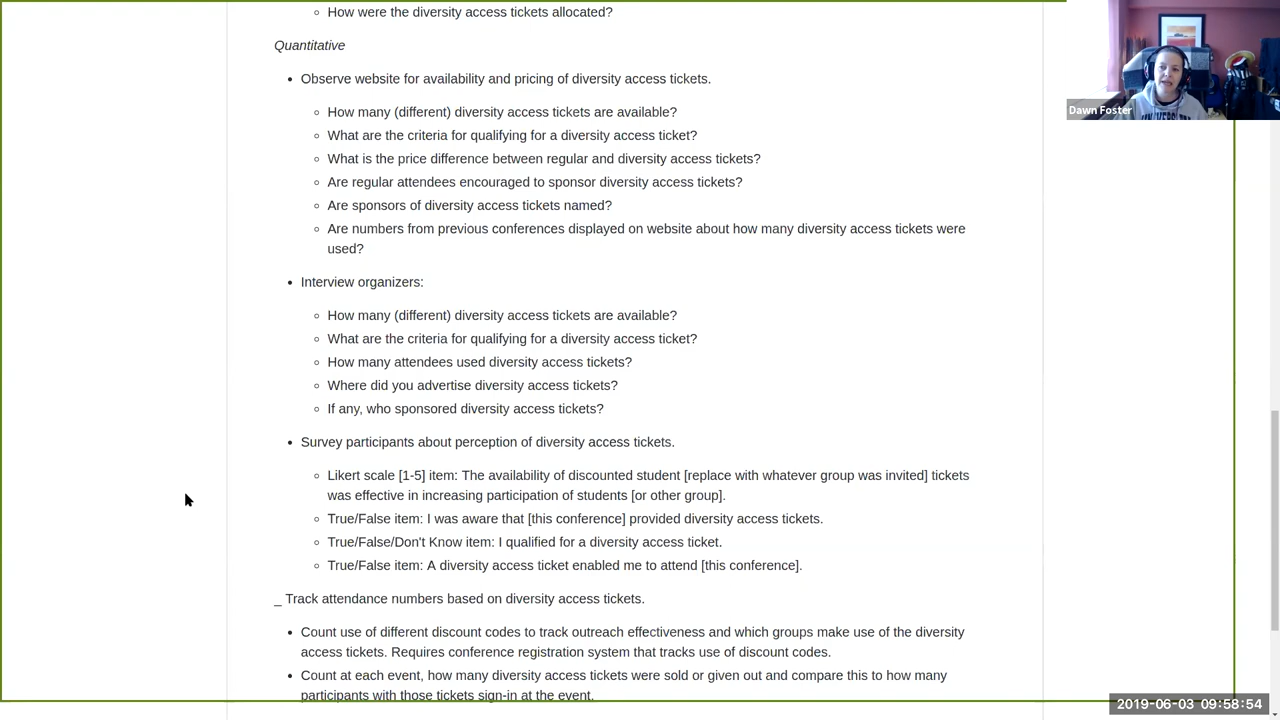 ◦ How were the diversity access tickets allocated?
Quantitative
• Observe website for availability and pricing of diversity access tickets.
◦ How many (different) diversity access tickets are available?
◦ What are the criteria for qualifying for a diversity access ticket?
◦ What is the price difference between regular and diversity access tickets?
◦ Are regular attendees encouraged to sponsor diversity access tickets?
◦ Are sponsors of diversity access tickets named?
◦ Are numbers from previous conferences displayed on website about how many diversity access tickets were
used?
• Interview organizers:
◦ How many (different) diversity access tickets are available?
◦ What are the criteria for qualifying for a diversity access ticket?
◦ How many attendees used diversity access tickets?
◦ Where did you advertise diversity access tickets?
◦ If any, who sponsored diversity access tickets?
• Survey participants about perception of diversity access tickets.
◦ Likert scale [1-5] item: The availability of discounted student [replace with whatever group was invited] tickets
was effective in increasing participation of students [or other group].
◦ True/False item: I was aware that [this conference] provided diversity access tickets.
◦ True/False/Don't Know item: I qualified for a diversity access ticket.
◦ True/False item: A diversity access ticket enabled me to attend [this conference].
_ Track attendance numbers based on diversity access tickets.
• Count use of different discount codes to track outreach effectiveness and which groups make use of the diversity
access tickets. Requires conference registration system that tracks use of discount codes.
• Count at each event, how many diversity access tickets were sold or given out and compare this to how many
participants with those tickets sign-in at the event.
Dawn Foster
2019-06-03 09:58:54